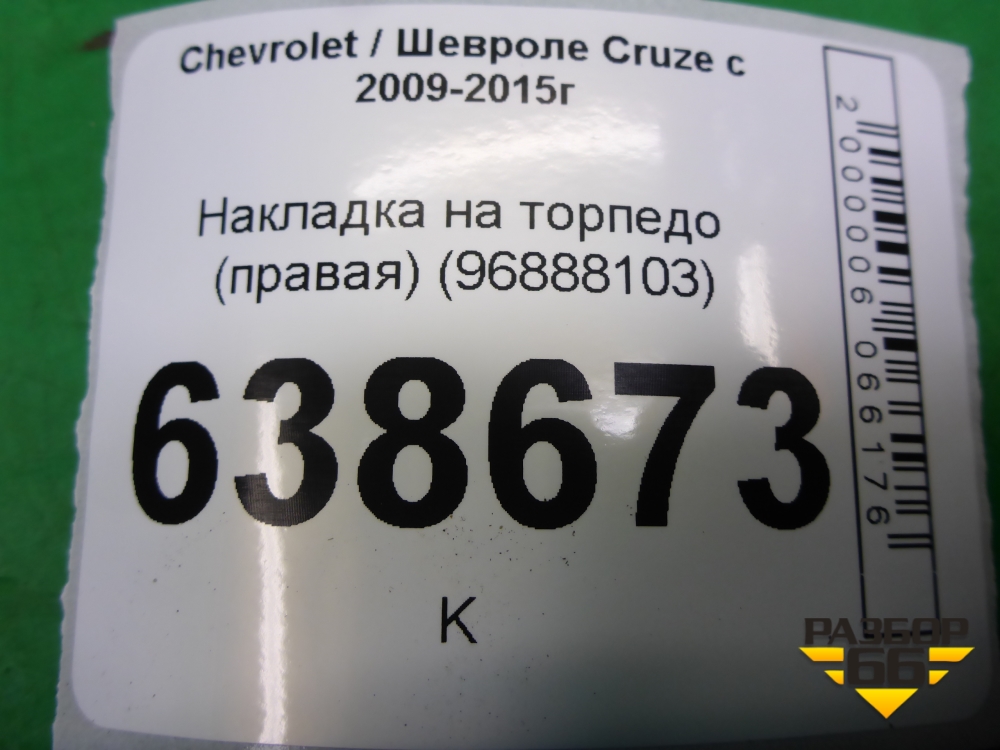 Chevrolet / Шевроле Cruze с
2009-2015г
Накладка на торпедо
(правая) (96888103)
638673
К
2000006066176
РАЗБОР
66